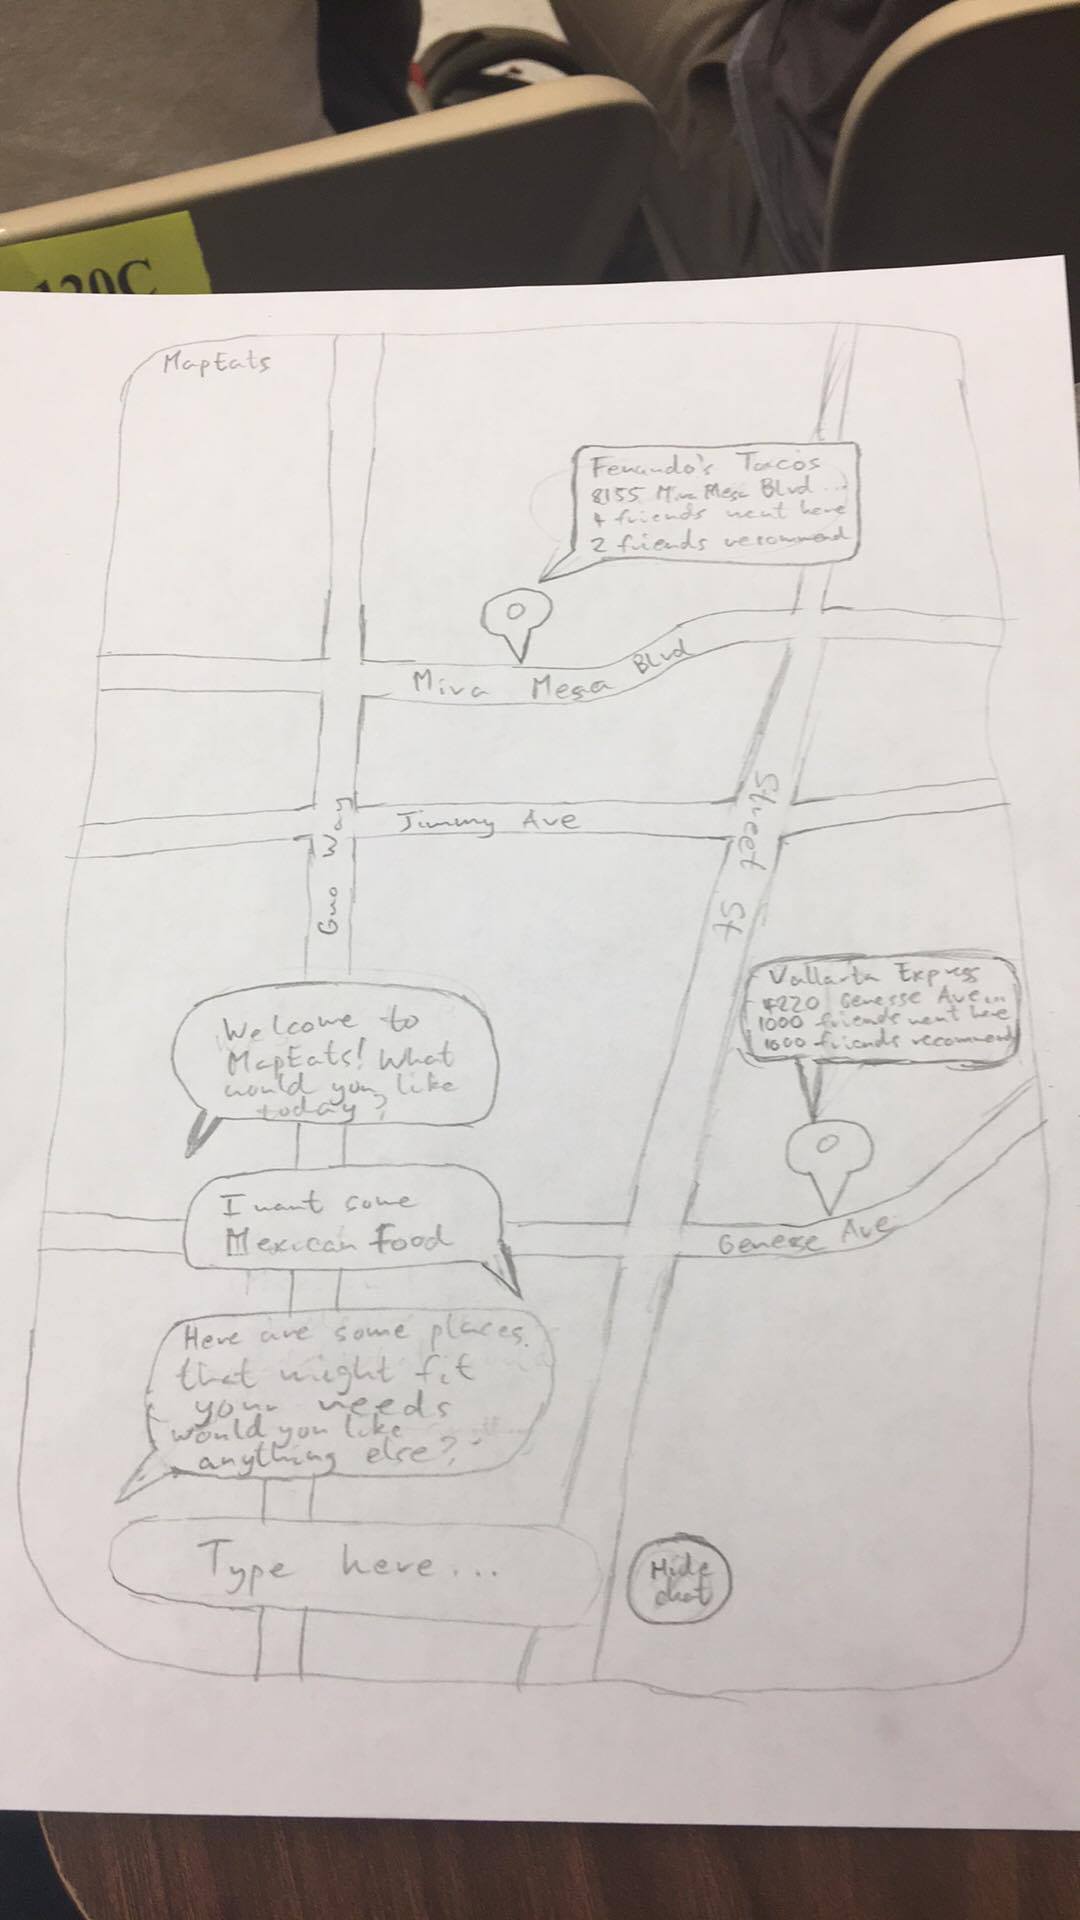 120C
MapEats
Fenando's Tacos
8155 Mira Mesa Blvd...
4 friends went here
2 friends recommend
Mira Mesa Blvd
Jimmy Ave
Guo Way
Street St
Vallarta Express
4220 Genesse Ave...
1000 friends went here
1000 friends recommend
Welcome to
MapEats! What
would you like
today?
I want some
Mexican Food
Genesse Ave
Here are some places
that might fit
your needs
would you like
anything else?
Type here...
Hide
chat